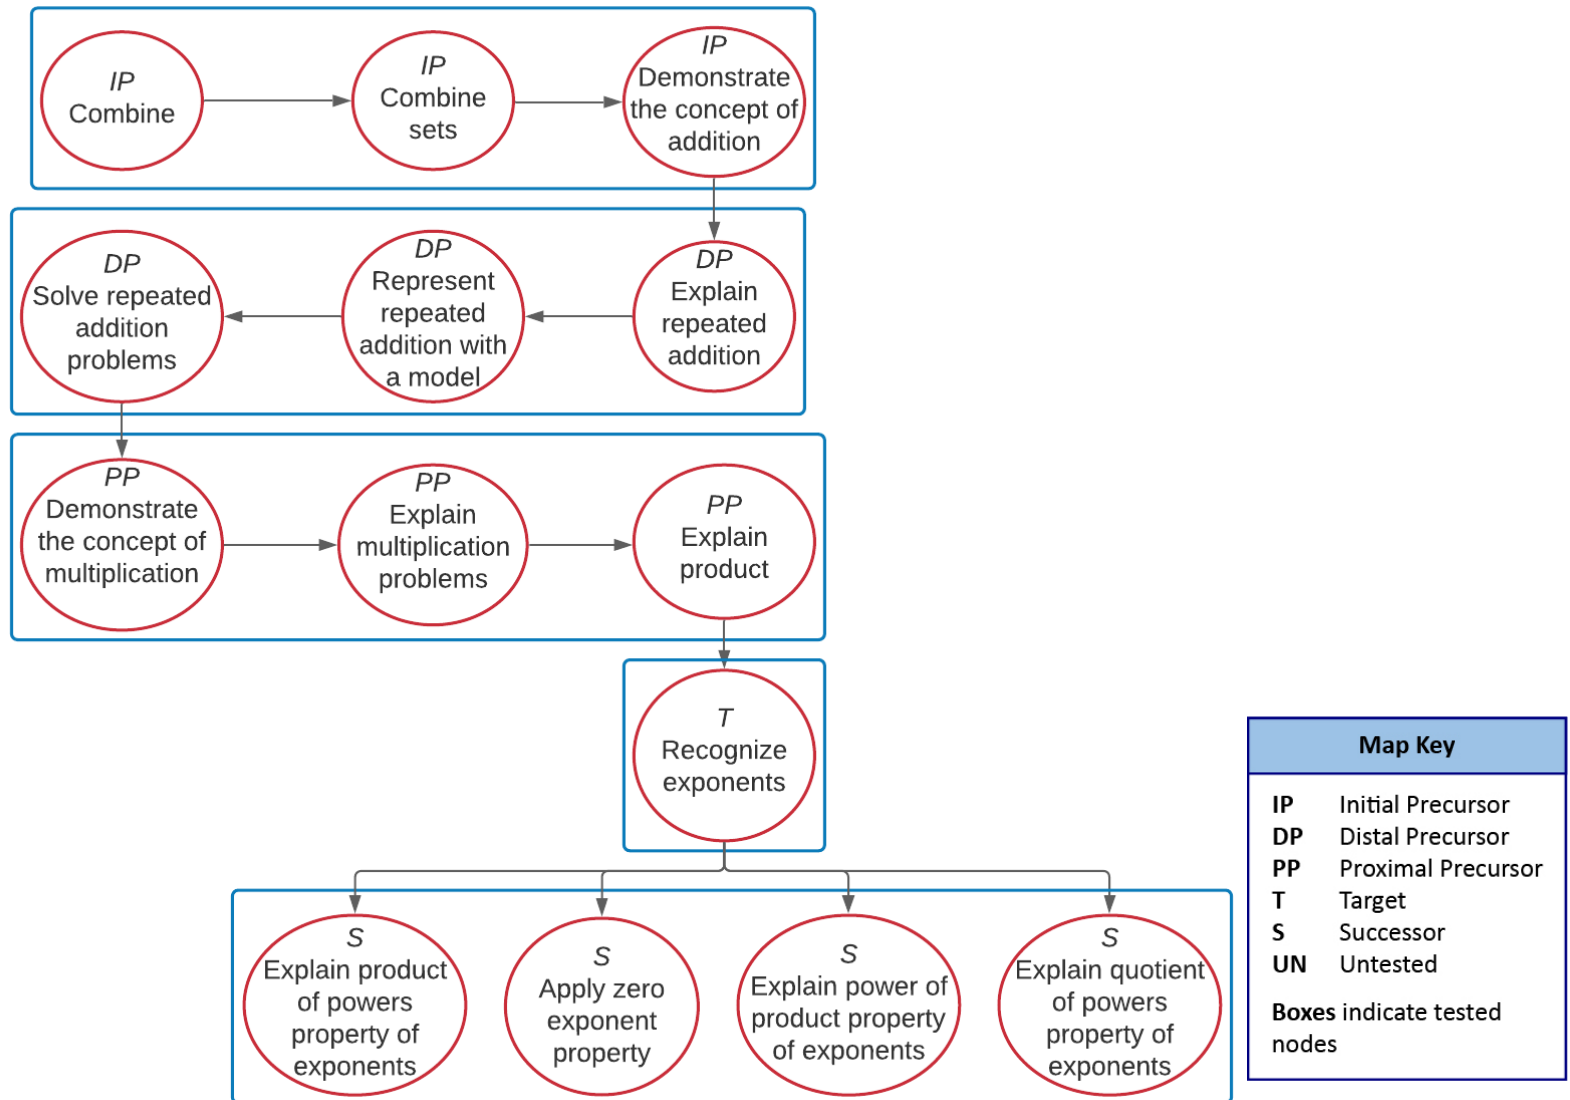 IP
Combine
IP
Combine
sets
IP
Demonstrate
the concept of
addition
DP
Solve repeated
addition
problems
DP
Represent
repeated
addition with
a model
DP
Explain
repeated
addition
PP
Demonstrate
the concept of
multiplication
PP
Explain
multiplication
problems
PP
Explain
product
T
Recognize
exponents
S
Explain product
of powers
property of
exponents
S
Apply zero
exponent
property
S
Explain power of
product property
of exponents
S
Explain quotient
of powers
property of
exponents
Map Key
IP Initial Precursor
DP Distal Precursor
PP Proximal Precursor
T Target
S Successor
UN Untested
Boxes indicate tested
nodes